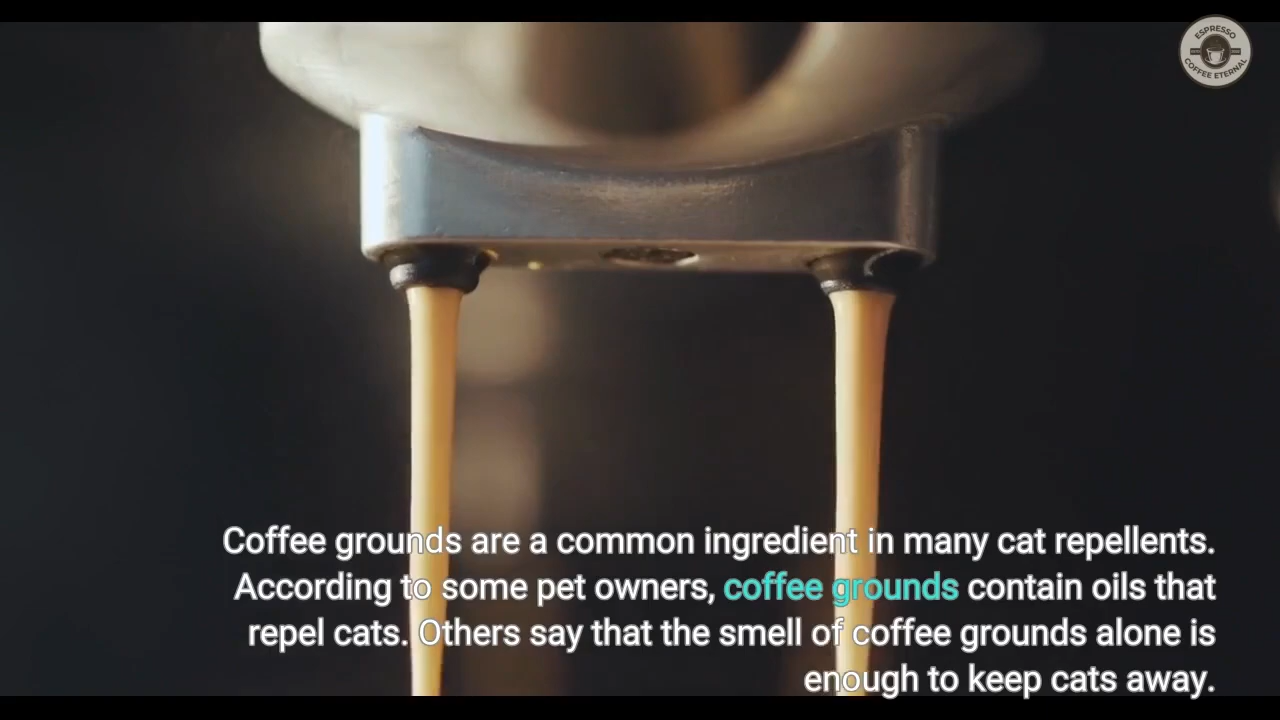 ESPRESSO
COFFEE ETERNAL
Coffee grounds are a common ingredient in many cat repellents.
According to some pet owners, coffee grounds contain oils that
repel cats. Others say that the smell of coffee grounds alone is
enough to keep cats away.